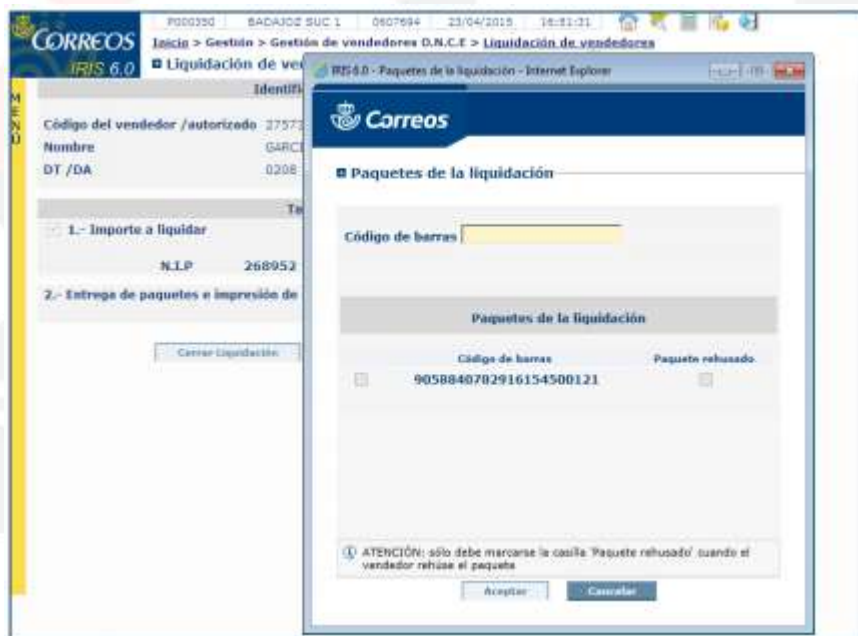 P000350 BADAJOZ SUC 1 0607694 23/04/2015 16:51:21
CORREOS
IRIS 6.0
Inicio > Gestión > Gestión de vendedores O.N.C.E > Liquidación de vendedores
Liquidación de ve
MENÚ
Identifi
Código del vendedor /autorizado 27573
Nombre GARCI
DT /DA 0208
Ta
1.- Importe a liquidar
N.I.P 268952
2.- Entrega de paquetes e impresión de
Cerrar Liquidación
IRIS 6.0 - Paquetes de la liquidación - Internet Explorer
Correos
Paquetes de la liquidación
Código de barras
Paquetes de la liquidación
Código de barras Paquete rehusado
9058840782916154500121
ATENCIÓN: sólo debe marcarse la casilla 'Paquete rehusado' cuando el
vendedor rehúse el paquete
Aceptar Cancelar